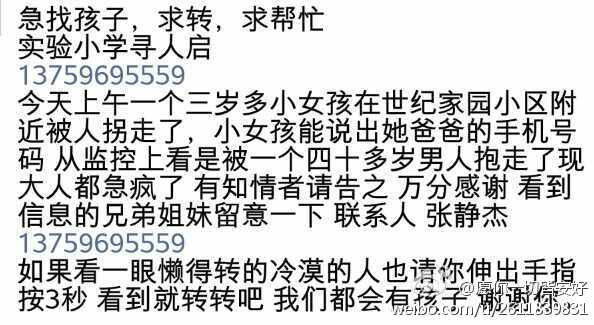 急找孩子，求转，求帮忙
实验小学寻人启
13759695559
今天上午一个三岁多小女孩在世纪家园小区附
近被人拐走了，小女孩能说出她爸爸的手机号
码 从监控上看是被一个四十多岁男人抱走了现
大人都急疯了 有知情者请告之 万分感谢 看到
信息的兄弟姐妹留意一下 联系人 张静杰
13759695559
如果看一眼懒得转的冷漠的人也请你伸出手指
按3秒 看到就转转吧 我们都会有孩子 谢谢你
@愿你一切皆安好
weibo.com/u/2611839831